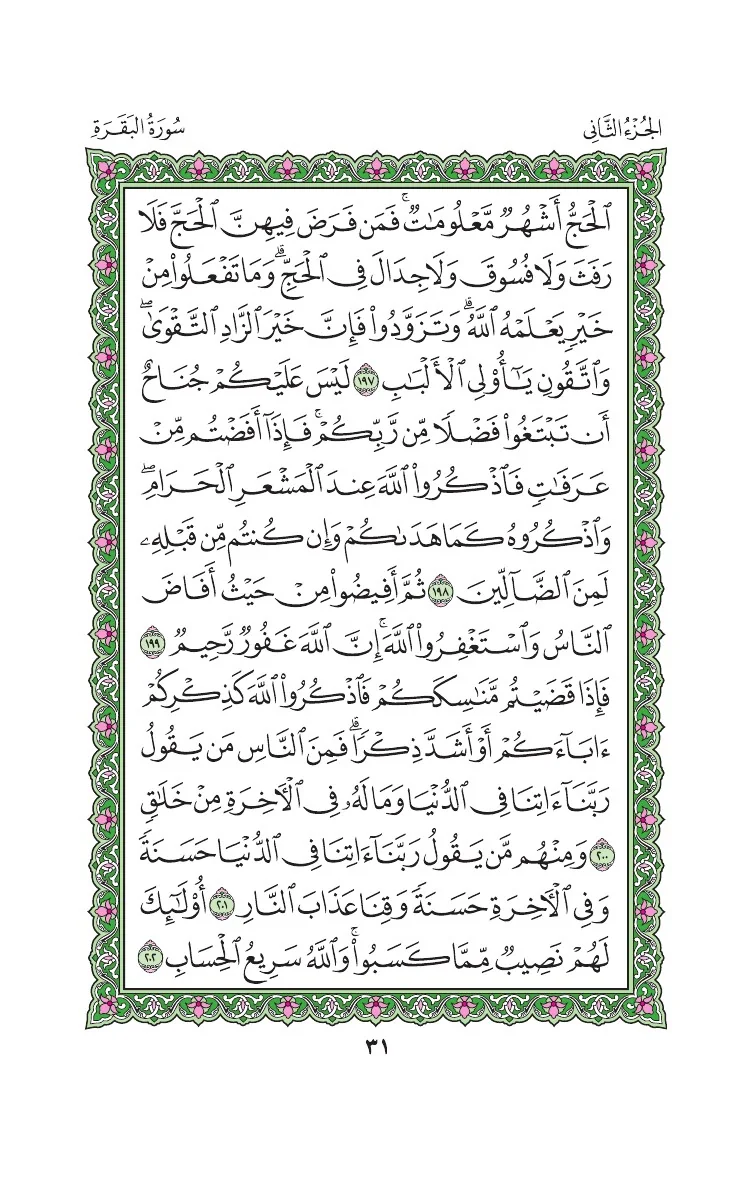 الجُزْءُ الثَّانِي
سُورَةُ البَقَرَةِ
ٱلْحَجُّ أَشْهُرٌ مَّعْلُومَٰتٌۚ فَمَن فَرَضَ فِيهِنَّ ٱلْحَجَّ فَلَا
رَفَثَ وَلَا فُسُوقَ وَلَا جِدَالَ فِى ٱلْحَجِّۗ وَمَا تَفْعَلُوا۟ مِنْ
خَيْرٍ يَعْلَمْهُ ٱللَّهُۗ وَتَزَوَّدُوا۟ فَإِنَّ خَيْرَ ٱلزَّادِ ٱلتَّقْوَىٰۖ
وَٱتَّقُونِ يَٰٓأُو۟لِى ٱلْأَلْبَٰبِ ١٩٧ لَيْسَ عَلَيْكُمْ جُنَاحٌ
أَن تَبْتَغُوا۟ فَضْلًا مِّن رَّبِّكُمْۚ فَإِذَآ أَفَضْتُم مِّنْ
عَرَفَٰتٍ فَٱذْكُرُوا۟ ٱللَّهَ عِندَ ٱلْمَشْعَرِ ٱلْحَرَامِۖ
وَٱذْكُرُوهُ كَمَا هَدَىٰكُمْ وَإِن كُنتُم مِّن قَبْلِهِۦ
لَمِنَ ٱلضَّآلِّينَ ١٩٨ ثُمَّ أَفِيضُوا۟ مِنْ حَيْثُ أَفَاضَ
ٱلنَّاسُ وَٱسْتَغْفِرُوا۟ ٱللَّهَۚ إِنَّ ٱللَّهَ غَفُورٌ رَّحِيمٌ ١٩٩
فَإِذَا قَضَيْتُم مَّنَٰسِكَكُمْ فَٱذْكُرُوا۟ ٱللَّهَ كَذِكْرِكُمْ
ءَابَآءَكُمْ أَوْ أَشَدَّ ذِكْرًاۗ فَمِنَ ٱلنَّاسِ مَن يَقُولُ
رَبَّنَآ ءَاتِنَا فِى ٱلدُّنْيَا وَمَا لَهُۥ فِى ٱلْءَاخِرَةِ مِنْ خَلَٰقٍ
٢٠٠ وَمِنْهُم مَّن يَقُولُ رَبَّنَآ ءَاتِنَا فِى ٱلدُّنْيَا حَسَنَةً
وَفِى ٱلْءَاخِرَةِ حَسَنَةً وَقِنَا عَذَابَ ٱلنَّارِ ٢٠١ أُو۟لَٰٓئِكَ
لَهُمْ نَصِيبٌ مِّمَّا كَسَبُوا۟ۚ وَٱللَّهُ سَرِيعُ ٱلْحِسَابِ ٢٠٢
٣١